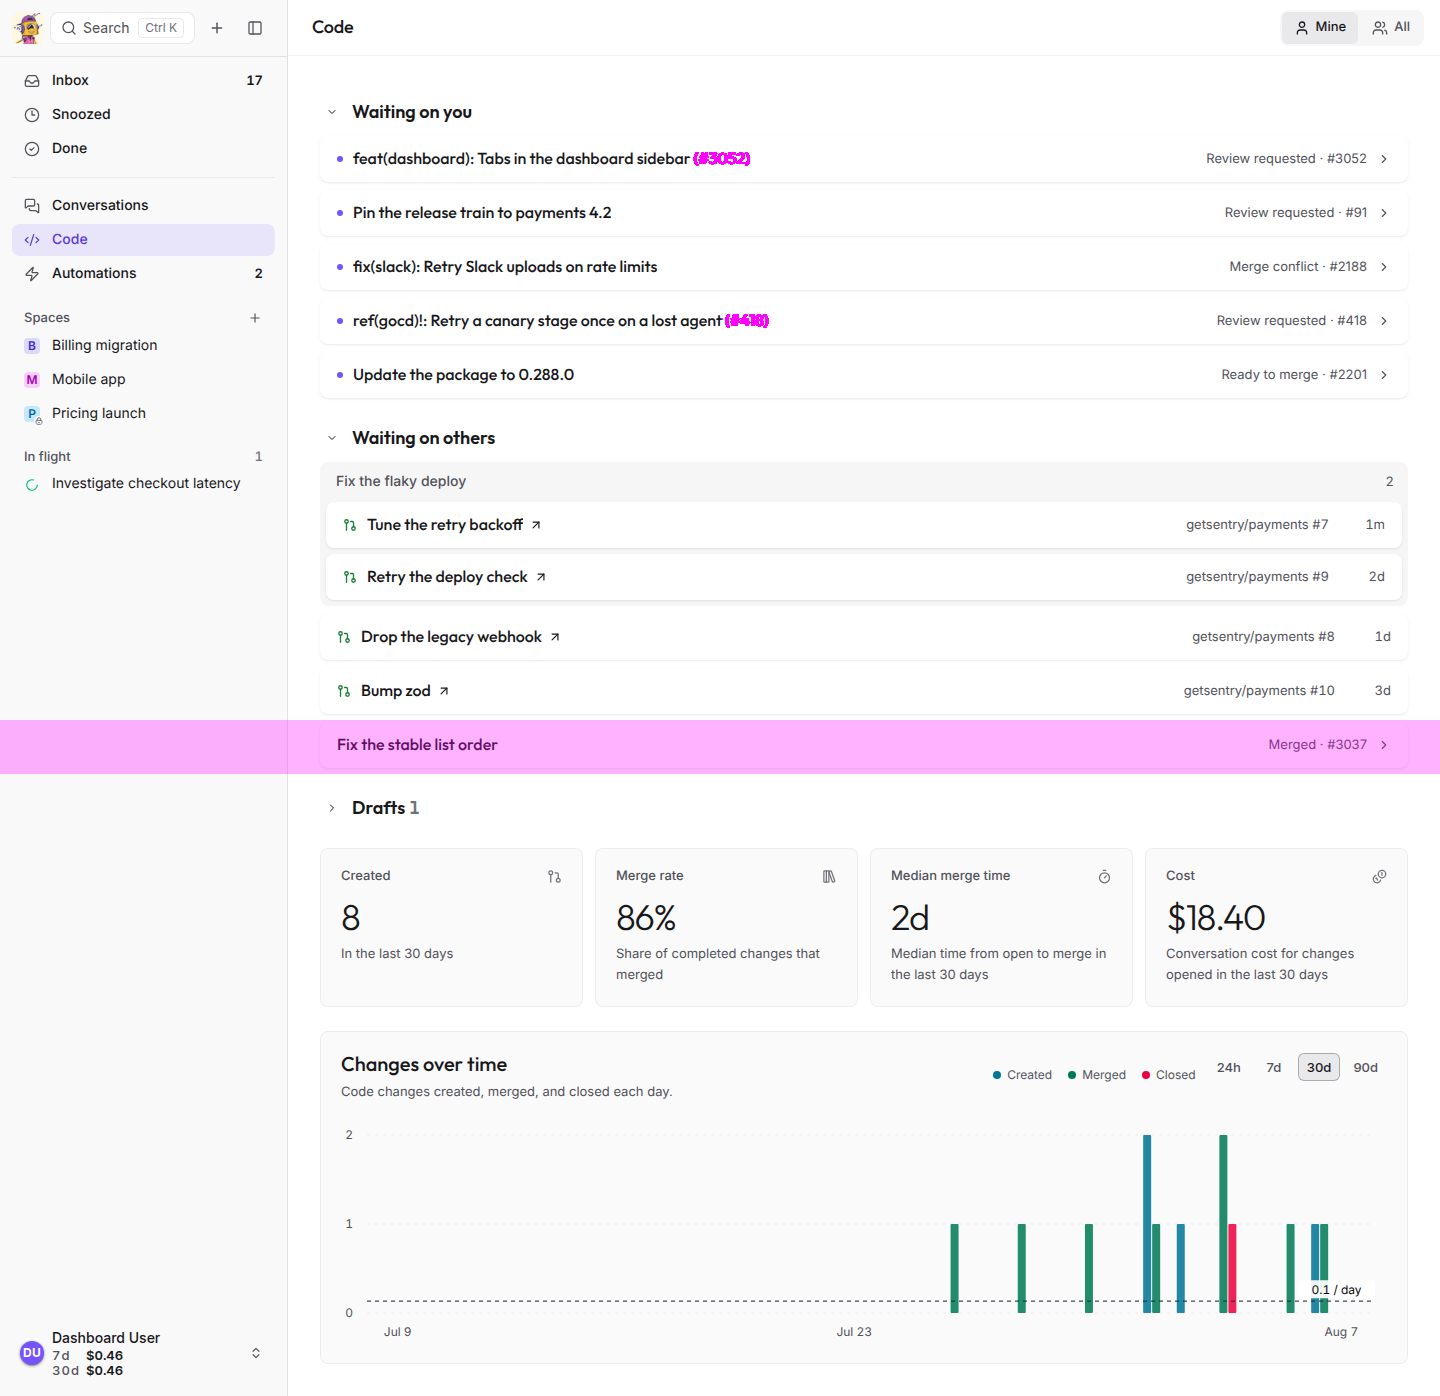 Search Ctrl K
Inbox 17
Snoozed
Done
Conversations
Code
Automations 2
Spaces
B Billing migration
M Mobile app
P Pricing launch
In flight 1
Investigate checkout latency
DU Dashboard User
7d $0.46
30d $0.46
Code
Mine All
Waiting on you
feat(dashboard): Tabs in the dashboard sidebar (#3052) Review requested · #3052
Pin the release train to payments 4.2 Review requested · #91
fix(slack): Retry Slack uploads on rate limits Merge conflict · #2188
ref(gocd)!: Retry a canary stage once on a lost agent (#418) Review requested · #418
Update the package to 0.288.0 Ready to merge · #2201
Waiting on others
Fix the flaky deploy 2
Tune the retry backoff getsentry/payments #7 1m
Retry the deploy check getsentry/payments #9 2d
Drop the legacy webhook getsentry/payments #8 1d
Bump zod getsentry/payments #10 3d
Fix the stable list order Merged · #3037
Drafts 1
Created
8
In the last 30 days
Merge rate
86%
Share of completed changes that
merged
Median merge time
2d
Median time from open to merge in
the last 30 days
Cost
$18.40
Conversation cost for changes
opened in the last 30 days
Changes over time
Code changes created, merged, and closed each day.
Created Merged Closed 24h 7d 30d 90d
2
1
0
0.1 / day
Jul 9 Jul 23 Aug 7